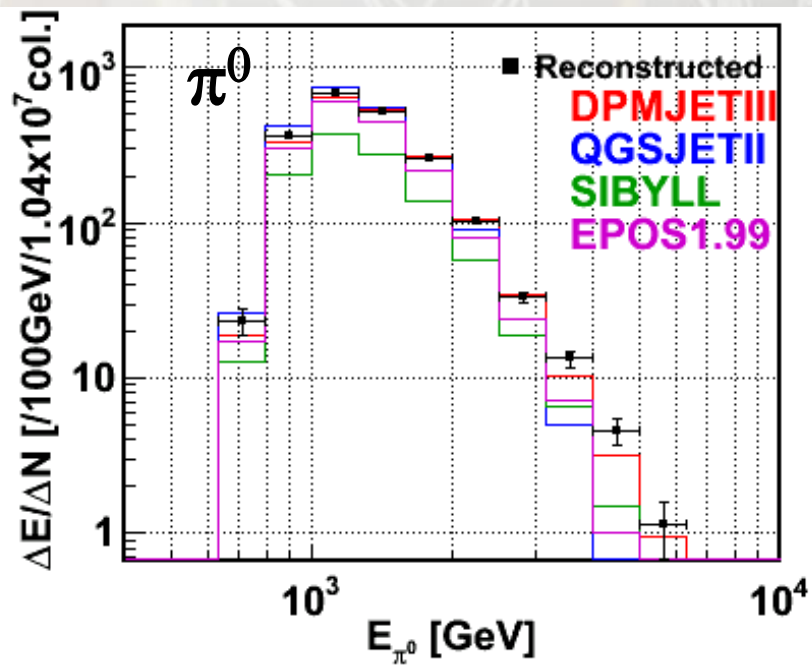 ΔE/ΔN [/100GeV/1.04x10⁷col.]
π⁰
Reconstructed
DPMJETIII
QGSJETII
SIBYLL
EPOS1.99
10³
10²
10
1
10³
10⁴
E_π⁰ [GeV]